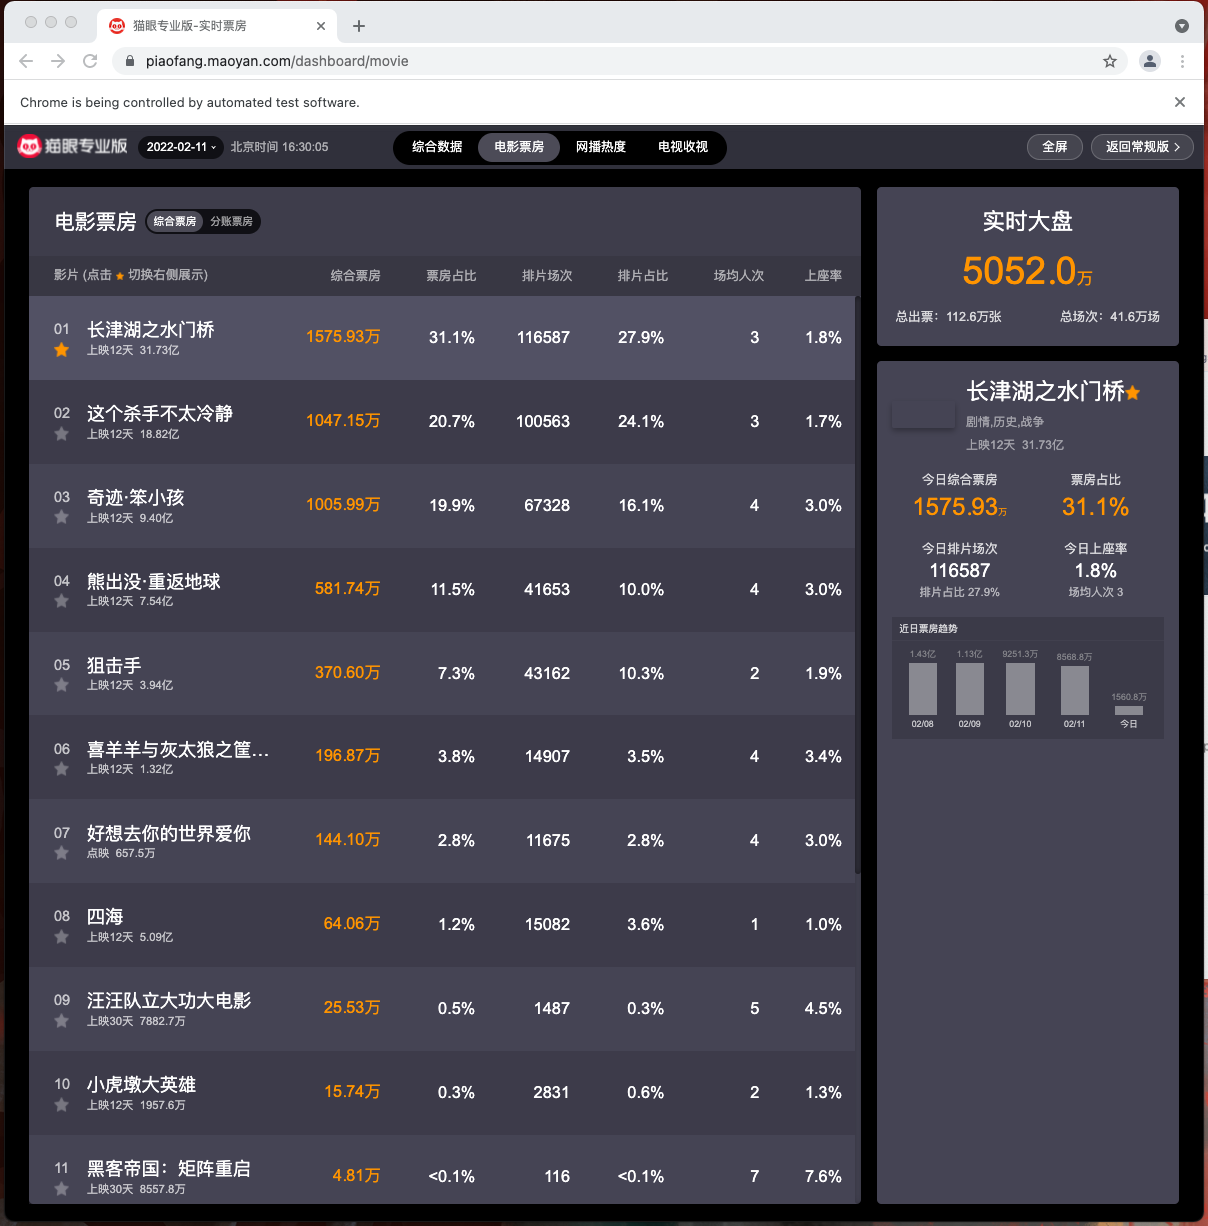 猫眼专业版-实时票房
piaofang.maoyan.com/dashboard/movie
Chrome is being controlled by automated test software.
猫眼专业版 2022-02-11 北京时间 16:30:05 综合数据 电影票房 网播热度 电视收视 全屏 返回常规版
电影票房 综合票房 分账票房
影片 (点击 切换右侧展示) 综合票房 票房占比 排片场次 排片占比 场均人次 上座率
01 长津湖之水门桥 1575.93万 31.1% 116587 27.9% 3 1.8%
上映12天 31.73亿
02 这个杀手不太冷静 1047.15万 20.7% 100563 24.1% 3 1.7%
上映12天 18.82亿
03 奇迹·笨小孩 1005.99万 19.9% 67328 16.1% 4 3.0%
上映12天 9.40亿
04 熊出没·重返地球 581.74万 11.5% 41653 10.0% 4 3.0%
上映12天 7.54亿
05 狙击手 370.60万 7.3% 43162 10.3% 2 1.9%
上映12天 3.94亿
06 喜羊羊与灰太狼之筐... 196.87万 3.8% 14907 3.5% 4 3.4%
上映12天 1.32亿
07 好想去你的世界爱你 144.10万 2.8% 11675 2.8% 4 3.0%
点映 657.5万
08 四海 64.06万 1.2% 15082 3.6% 1 1.0%
上映12天 5.09亿
09 汪汪队立大功大电影 25.53万 0.5% 1487 0.3% 5 4.5%
上映30天 7882.7万
10 小虎墩大英雄 15.74万 0.3% 2831 0.6% 2 1.3%
上映12天 1957.6万
11 黑客帝国：矩阵重启 4.81万 <0.1% 116 <0.1% 7 7.6%
上映30天 8557.8万
实时大盘
5052.0万
总出票：112.6万张 总场次：41.6万场
长津湖之水门桥
剧情,历史,战争
上映12天 31.73亿
今日综合票房 票房占比
1575.93万 31.1%
今日排片场次 今日上座率
116587 1.8%
排片占比 27.9% 场均人次 3
近日票房趋势
1.43亿 1.13亿 9251.3万 8568.8万 1560.8万
02/08 02/09 02/10 02/11 今日